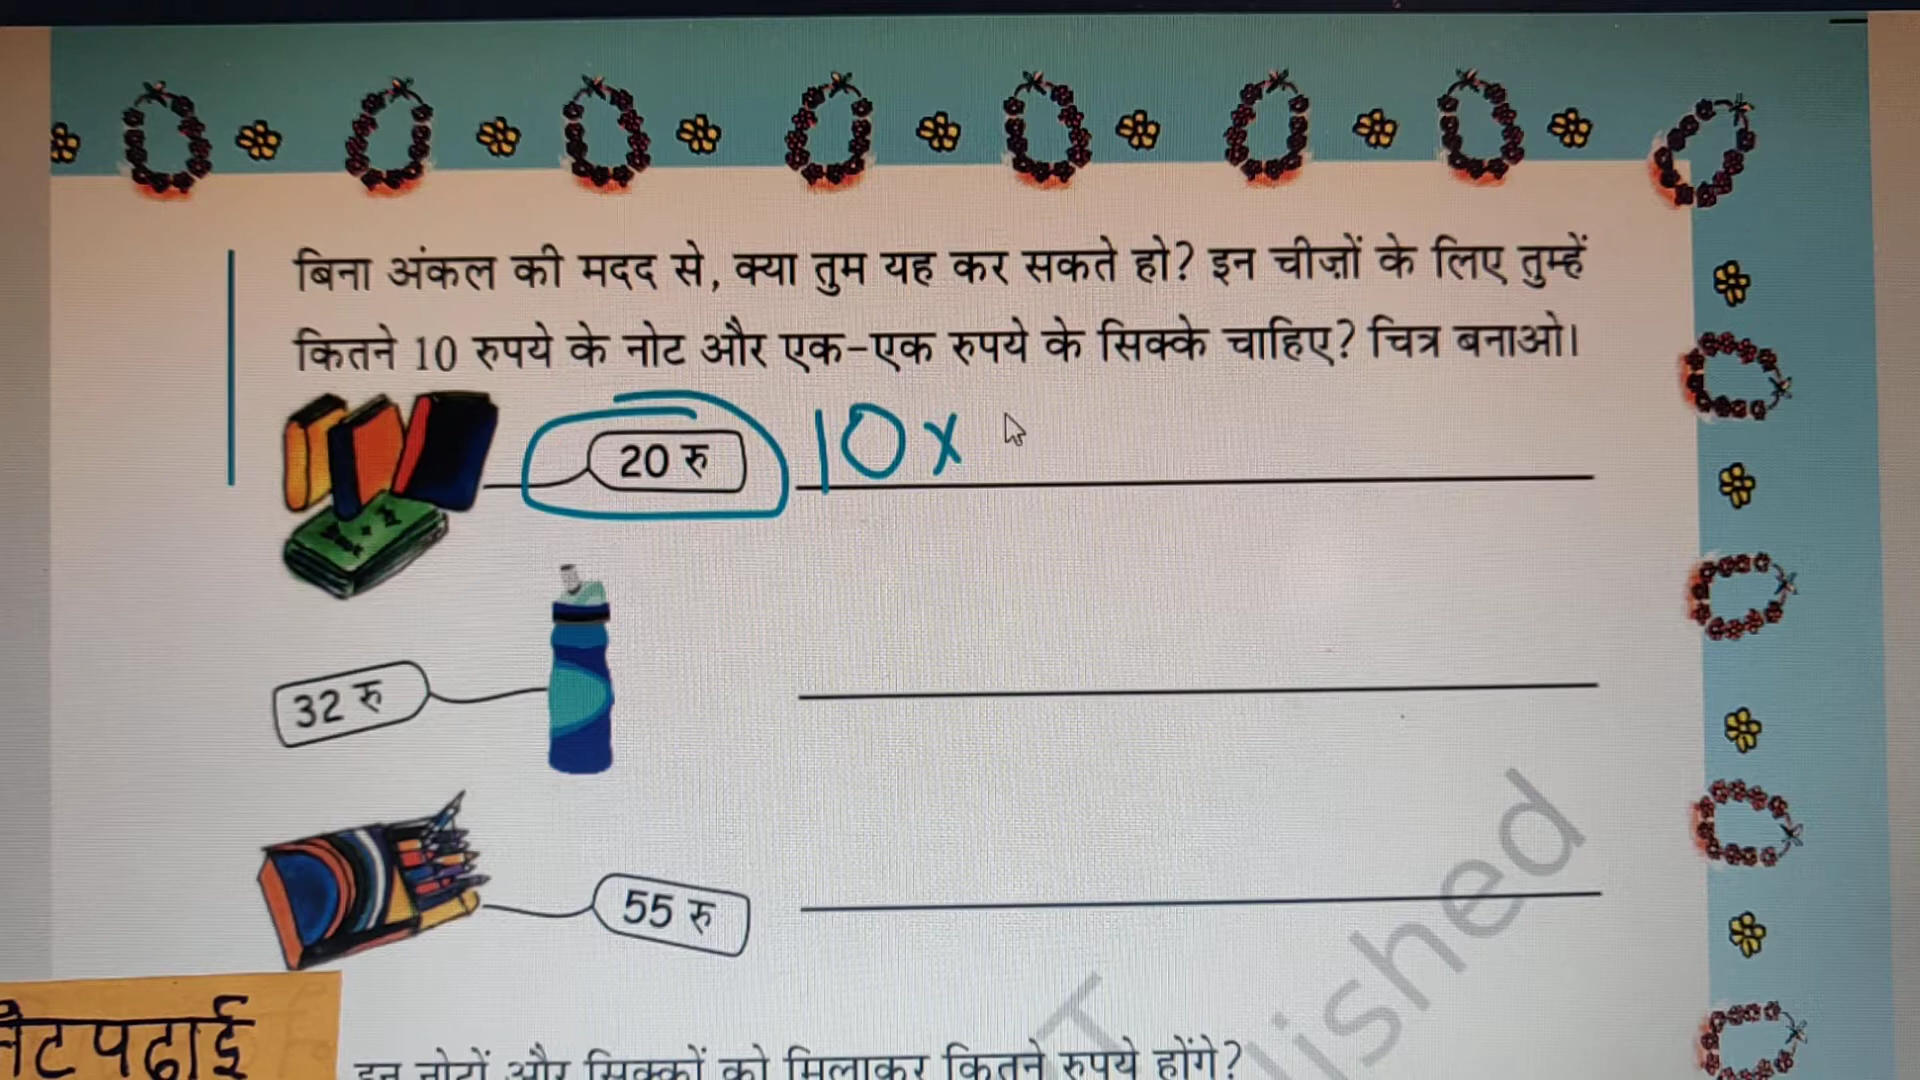 बिना अंकल की मदद से, क्या तुम यह कर सकते हो? इन चीज़ों के लिए तुम्हें
कितने 10 रुपये के नोट और एक-एक रुपये के सिक्के चाहिए? चित्र बनाओ।
20 रु 10x
32 रु
55 रु
नेटपढाई
इन नोटों और सिक्कों को मिलाकर कितने रुपये होंगे?